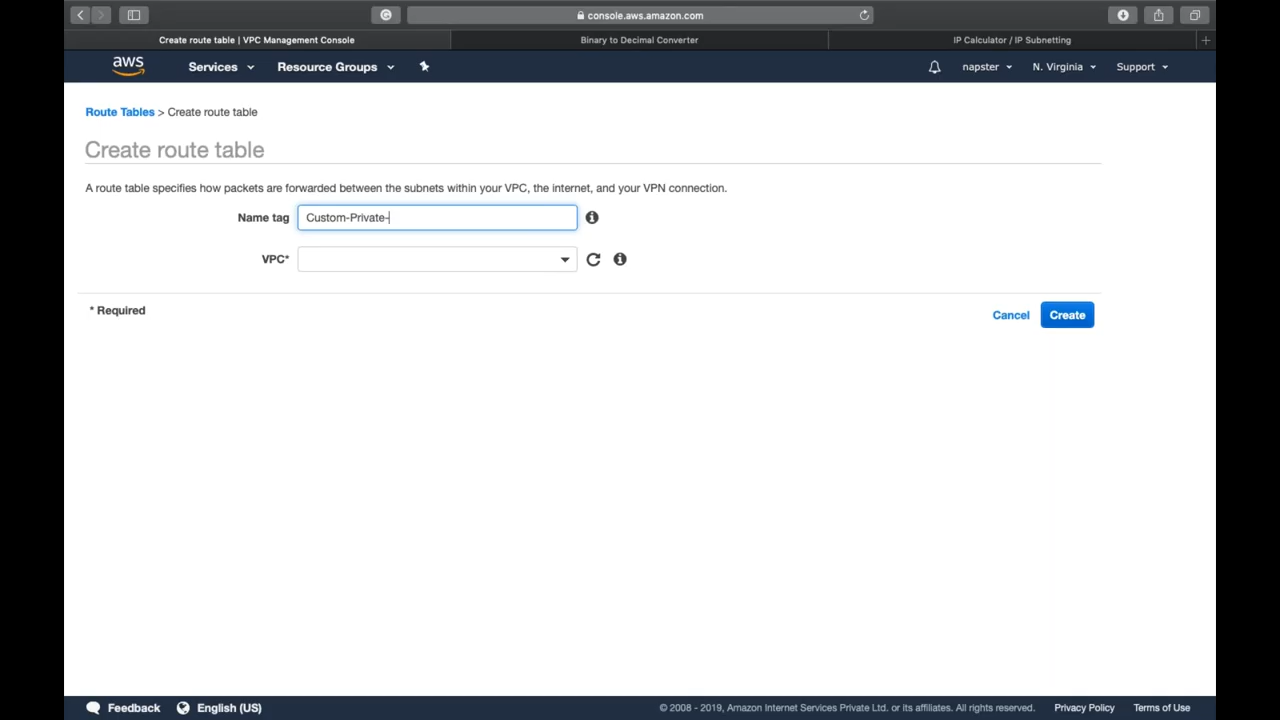 console.aws.amazon.com
Create route table | VPC Management Console
Binary to Decimal Converter
IP Calculator / IP Subnetting
aws Services Resource Groups napster N. Virginia Support
Route Tables > Create route table
Create route table
A route table specifies how packets are forwarded between the subnets within your VPC, the internet, and your VPN connection.
Name tag Custom-Private-
VPC*
* Required
Cancel Create
Feedback English (US) © 2008 - 2019, Amazon Internet Services Private Ltd. or its affiliates. All rights reserved. Privacy Policy Terms of Use